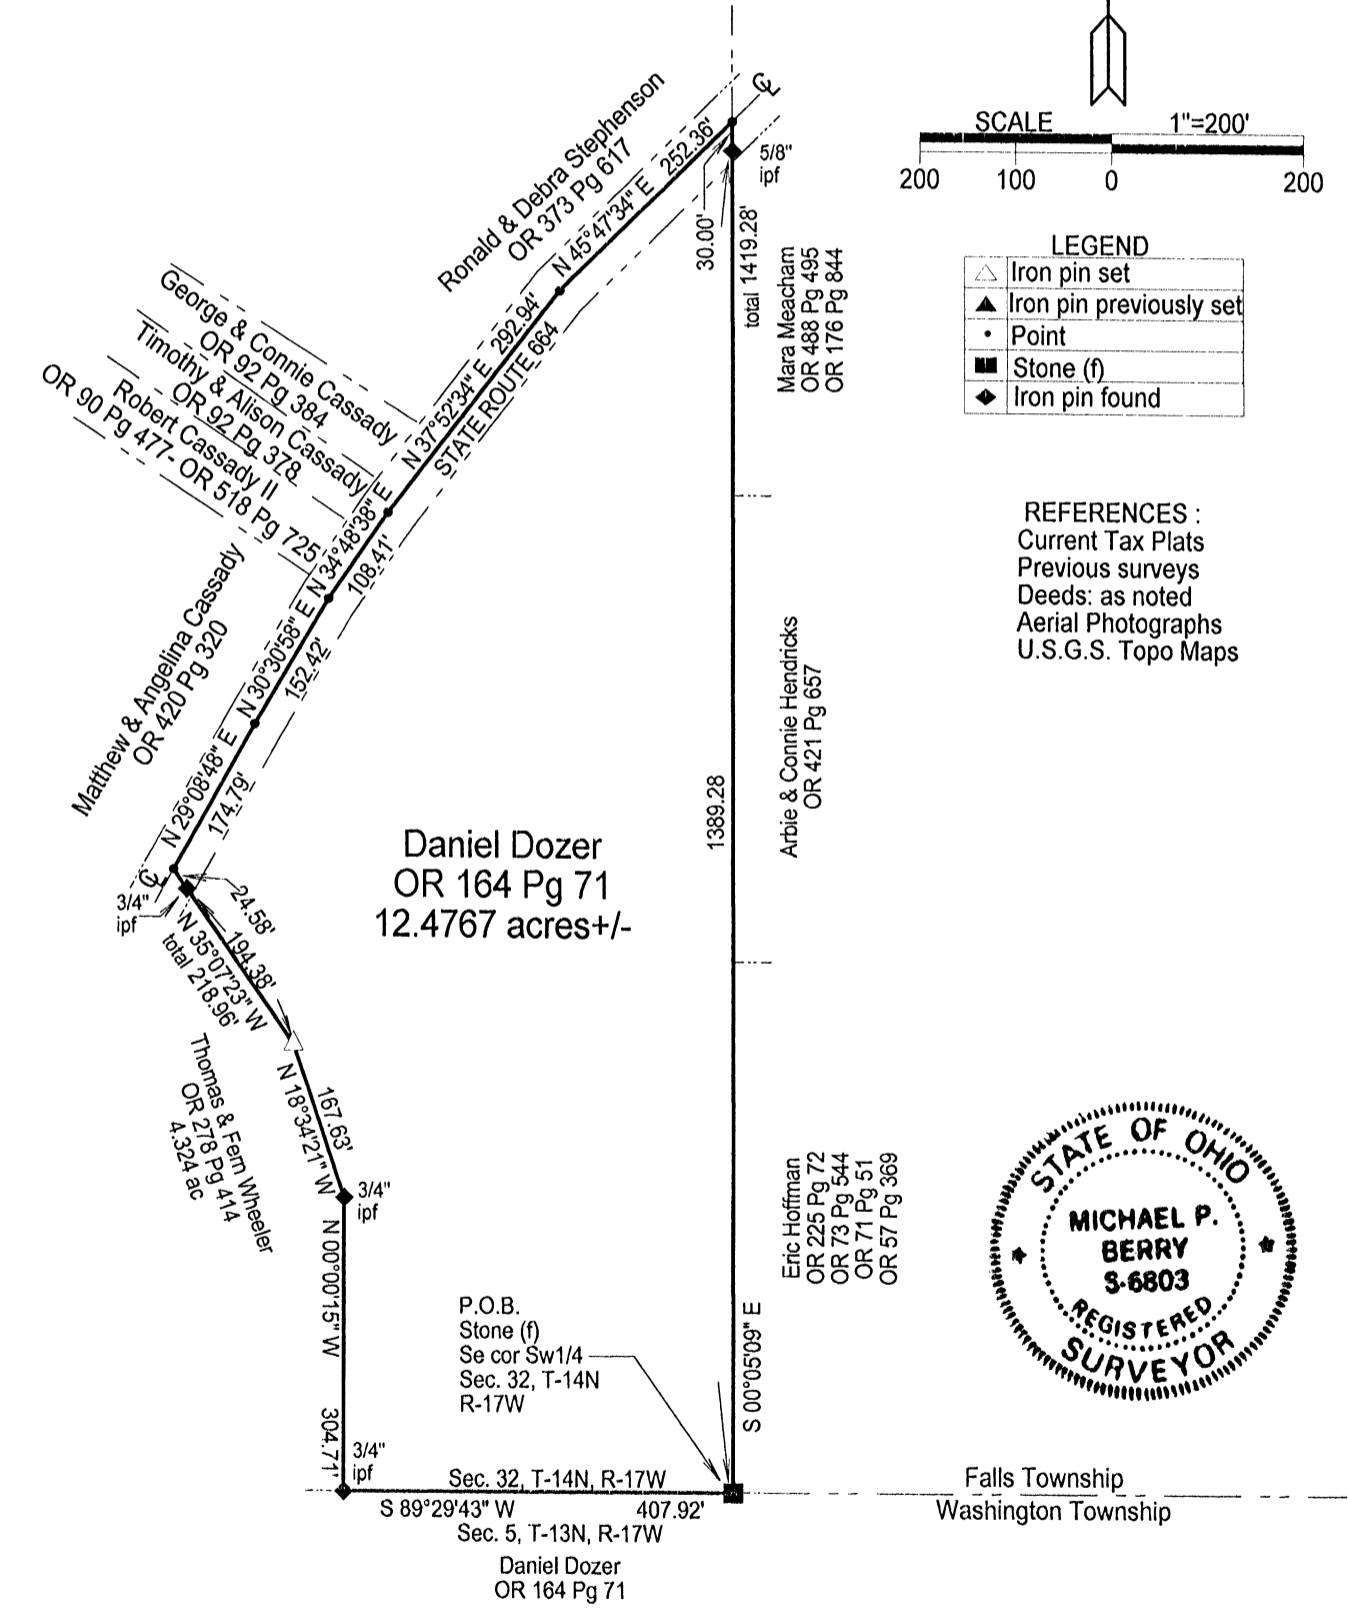 SCALE 1"=200'
200 100 0 200
LEGEND
Iron pin set
Iron pin previously set
Point
Stone (f)
Iron pin found
REFERENCES :
Current Tax Plats
Previous surveys
Deeds: as noted
Aerial Photographs
U.S.G.S. Topo Maps
Ronald & Debra Stephenson
OR 373 Pg 617
George & Connie Cassady
OR 92 Pg 384
Timothy & Alison Cassady
OR 92 Pg 378
Robert Cassady II
OR 90 Pg 477- OR 518 Pg 725
Matthew & Angelina Cassady
OR 420 Pg 320
N 45°47'34" E 252.36'
N 37°52'34" E 292.94'
STATE ROUTE 664
N 34°48'38" E
108.41'
N 30°30'58" E
152.42'
N 29°08'48" E
174.79'
℄
℄
5/8"
ipf
30.00'
total 1419.28'
Mara Meacham
OR 488 Pg 495
OR 176 Pg 844
Arbie & Connie Hendricks
OR 421 Pg 657
1389.28
Daniel Dozer
OR 164 Pg 71
12.4767 acres+/-
3/4"
ipf
24.58'
194.38'
N 35°07'23" W
total 218.96'
Thomas & Fern Wheeler
OR 278 Pg 414
4.324 ac
167.63'
N 18°34'21" W
3/4"
ipf
N 00°00'15" W
304.71'
3/4"
ipf
P.O.B.
Stone (f)
Se cor Sw1/4
Sec. 32, T-14N
R-17W
Eric Hoffman
OR 225 Pg 72
OR 73 Pg 544
OR 71 Pg 51
OR 57 Pg 369
S 00°05'09" E
STATE OF OHIO
MICHAEL P.
BERRY
S-6803
REGISTERED
SURVEYOR
Sec. 32, T-14N, R-17W
S 89°29'43" W 407.92'
Sec. 5, T-13N, R-17W
Daniel Dozer
OR 164 Pg 71
Falls Township
Washington Township